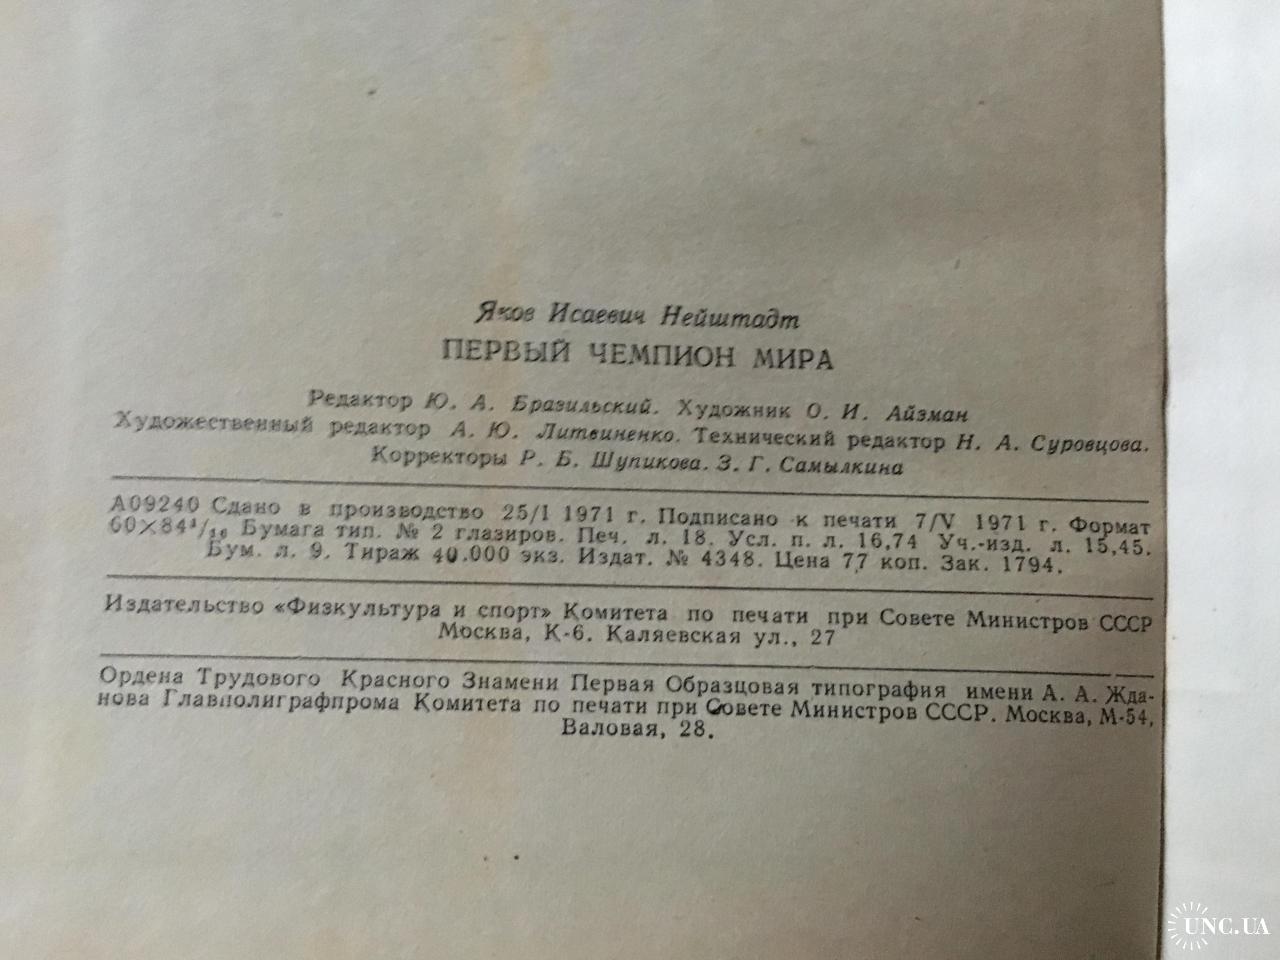 Яков Исаевич Нейштадт
ПЕРВЫЙ ЧЕМПИОН МИРА
Редактор Ю. А. Бразильский. Художник О. И. Айзман
Художественный редактор А. Ю. Литвиненко. Технический редактор Н. А. Суровцова.
Корректоры Р. Б. Шупикова. З. Г. Самылкина
А09240 Сдано в производство 25/I 1971 г. Подписано к печати 7/V 1971 г. Формат
60×84¹/₁₆ Бумага тип. № 2 глазиров. Печ. л. 18. Усл. п. л. 16,74 Уч.-изд. л. 15,45.
Бум. л. 9. Тираж 40.000 экз. Издат. № 4348. Цена 77 коп. Зак. 1794.
Издательство «Физкультура и спорт» Комитета по печати при Совете Министров СССР
Москва, К-6. Каляевская ул., 27
Ордена Трудового Красного Знамени Первая Образцовая типография имени А. А. Жда-
нова Главполиграфпрома Комитета по печати при Совете Министров СССР. Москва, М-54,
Валовая, 28.
UNC.UA